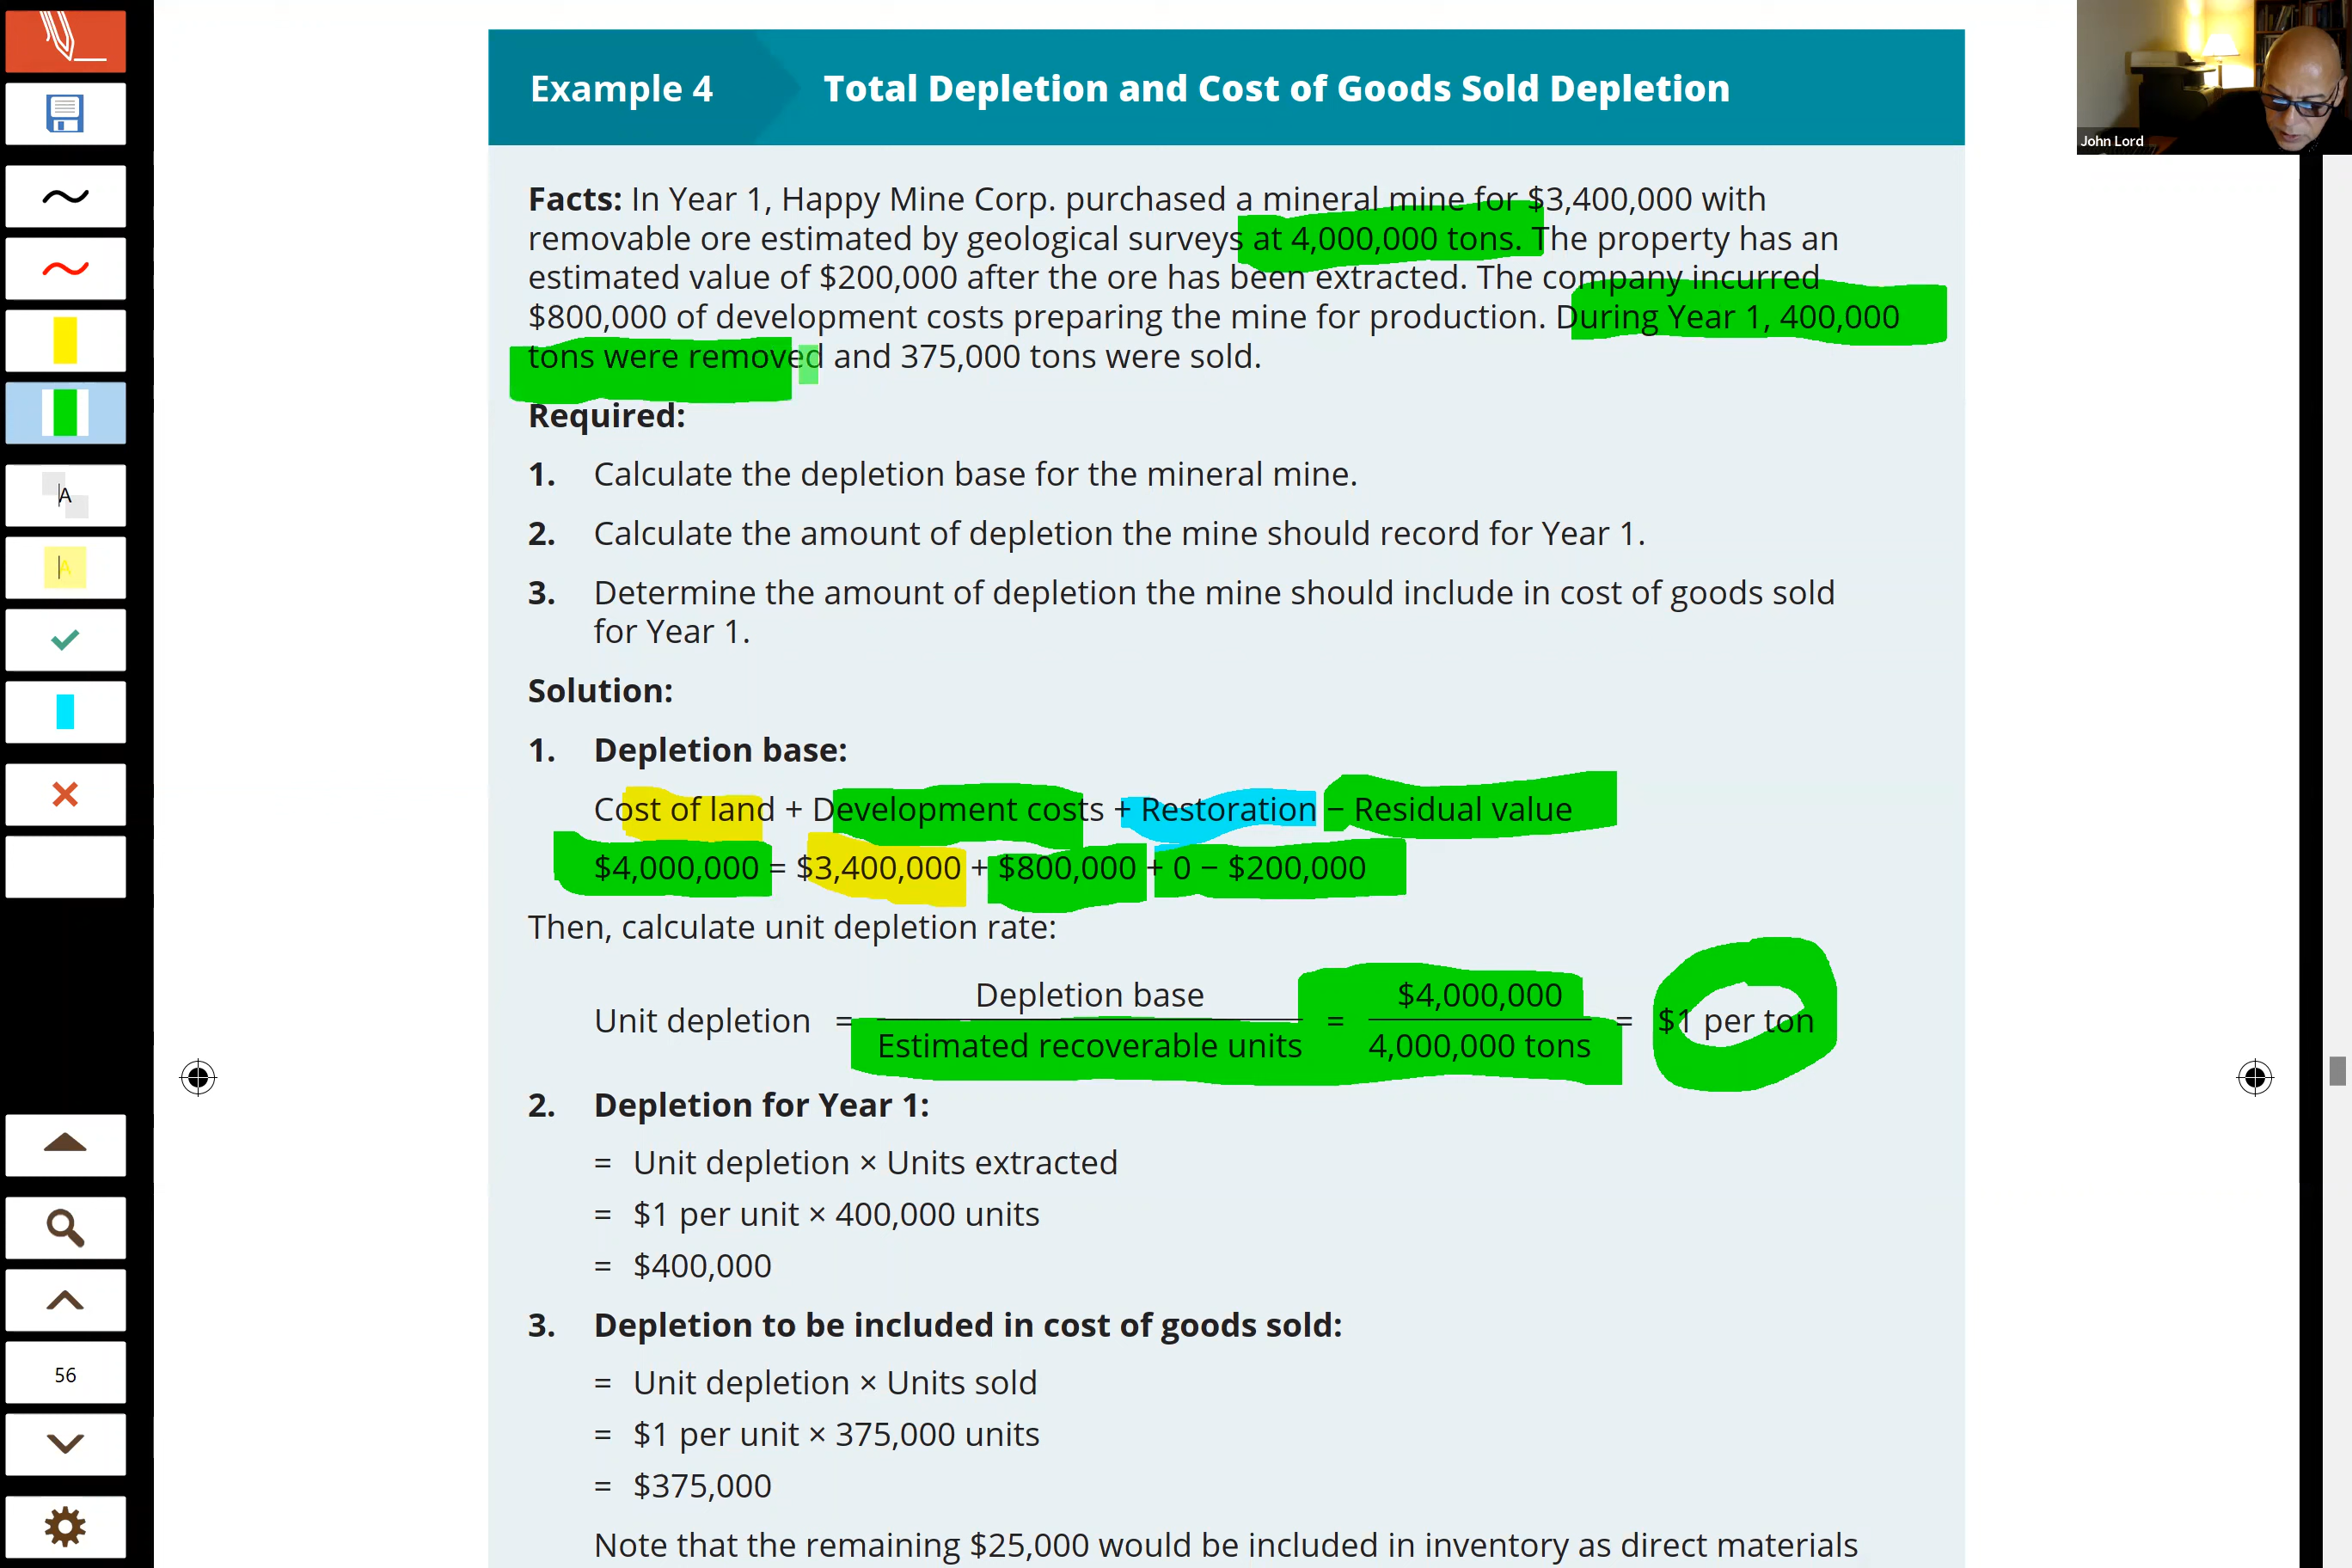 Example 4 Total Depletion and Cost of Goods Sold Depletion
John Lord
Facts: In Year 1, Happy Mine Corp. purchased a mineral mine for $3,400,000 with
removable ore estimated by geological surveys at 4,000,000 tons. The property has an
estimated value of $200,000 after the ore has been extracted. The company incurred
$800,000 of development costs preparing the mine for production. During Year 1, 400,000
tons were removed and 375,000 tons were sold.
Required:
1. Calculate the depletion base for the mineral mine.
2. Calculate the amount of depletion the mine should record for Year 1.
3. Determine the amount of depletion the mine should include in cost of goods sold
for Year 1.
Solution:
1. Depletion base:
Cost of land + Development costs + Restoration − Residual value
$4,000,000 = $3,400,000 + $800,000 + 0 − $200,000
Then, calculate unit depletion rate:
Depletion base $4,000,000
Unit depletion = = = $1 per ton
Estimated recoverable units 4,000,000 tons
2. Depletion for Year 1:
= Unit depletion × Units extracted
= $1 per unit × 400,000 units
= $400,000
3. Depletion to be included in cost of goods sold:
= Unit depletion × Units sold
= $1 per unit × 375,000 units
= $375,000
Note that the remaining $25,000 would be included in inventory as direct materials
A
A
56